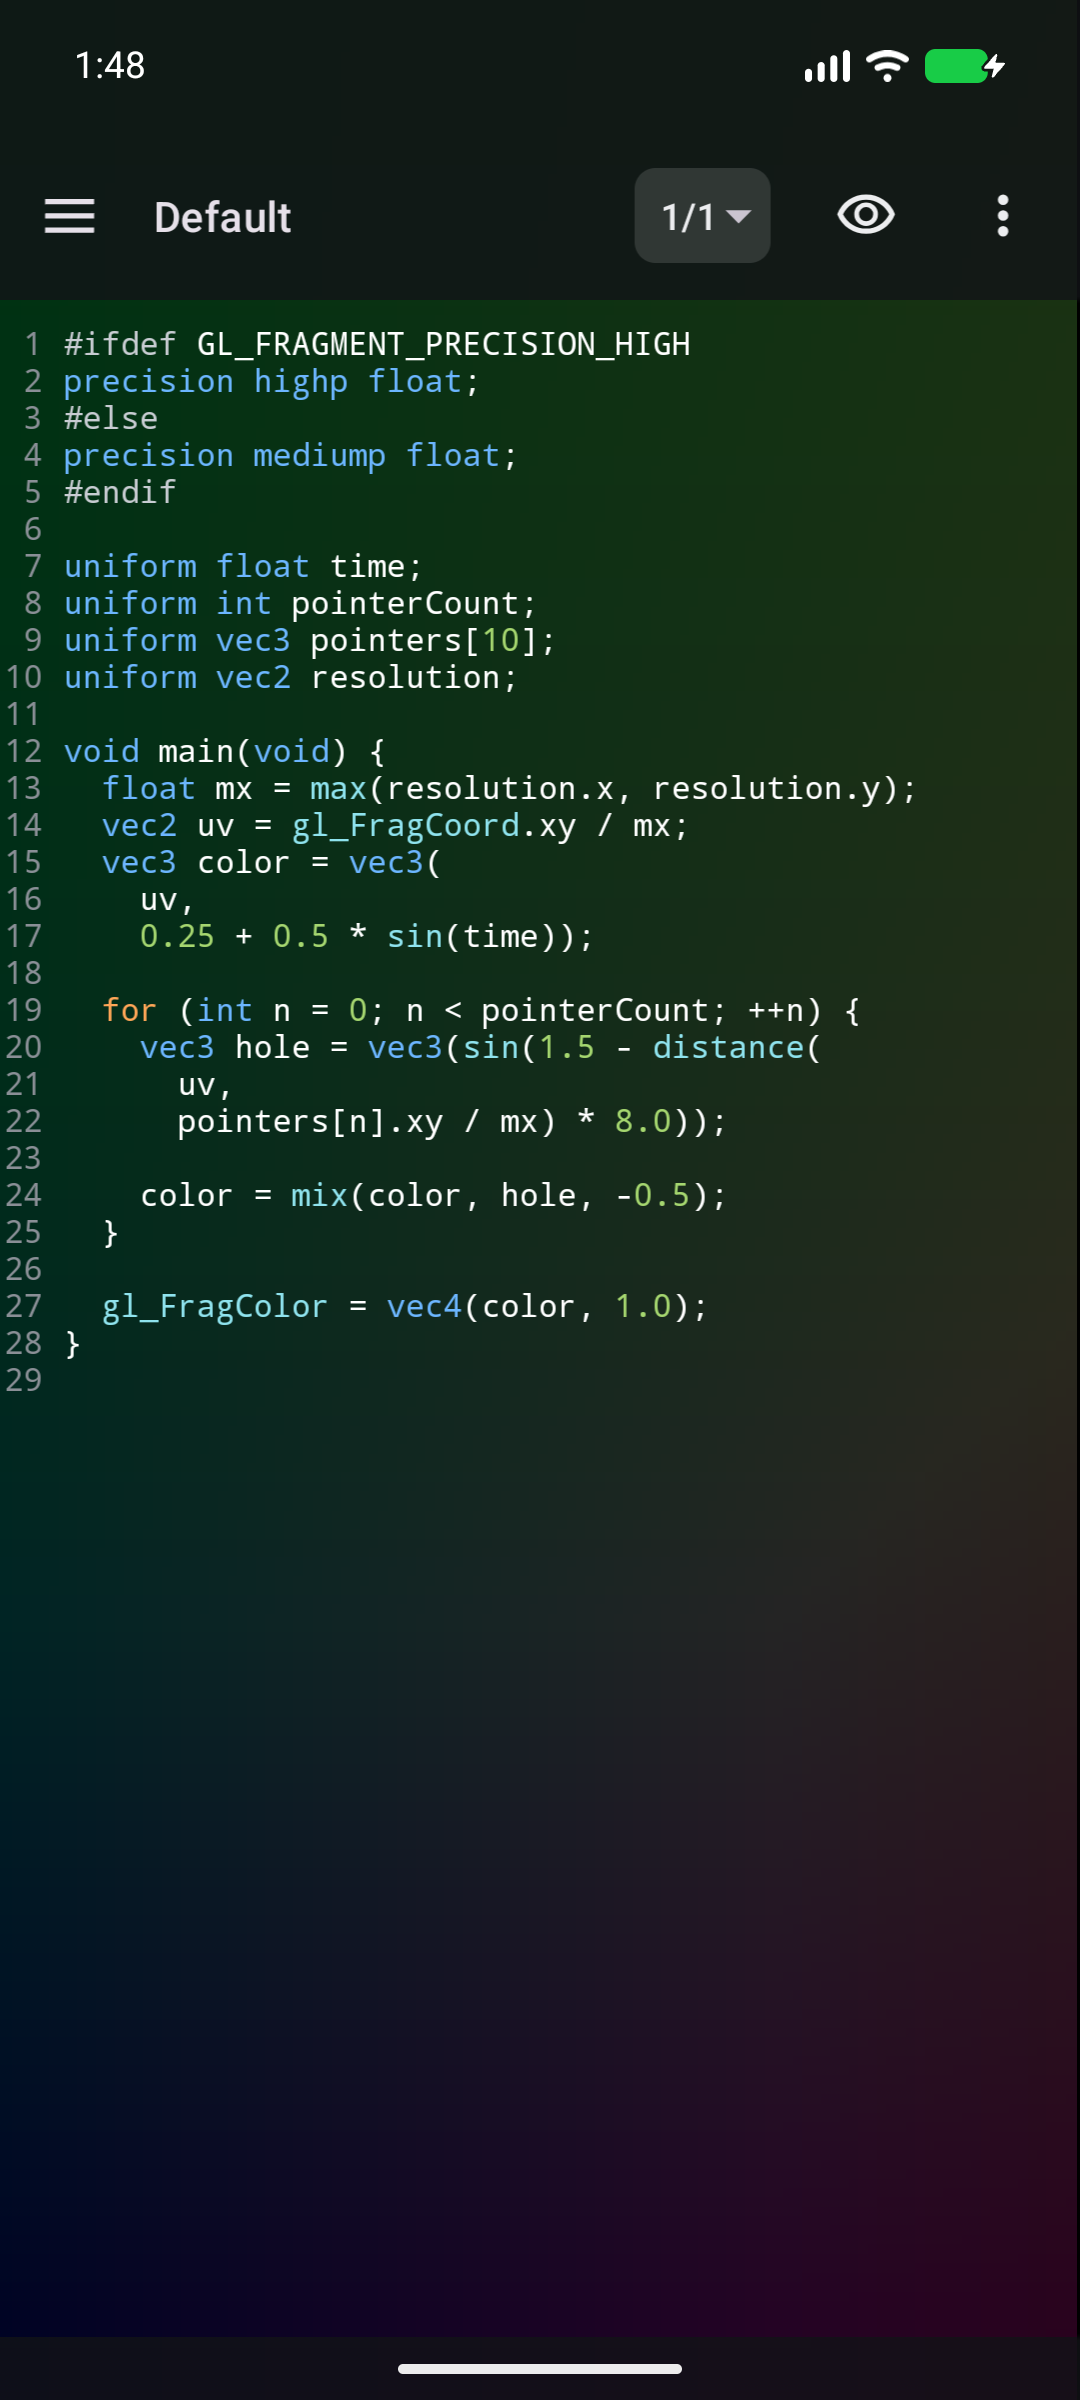 1:48
Default
1/1
1 #ifdef GL_FRAGMENT_PRECISION_HIGH
2 precision highp float;
3 #else
4 precision mediump float;
5 #endif
6
7 uniform float time;
8 uniform int pointerCount;
9 uniform vec3 pointers[10];
10 uniform vec2 resolution;
11
12 void main(void) {
13   float mx = max(resolution.x, resolution.y);
14   vec2 uv = gl_FragCoord.xy / mx;
15   vec3 color = vec3(
16     uv,
17     0.25 + 0.5 * sin(time));
18
19   for (int n = 0; n < pointerCount; ++n) {
20     vec3 hole = vec3(sin(1.5 - distance(
21       uv,
22       pointers[n].xy / mx) * 8.0));
23
24     color = mix(color, hole, -0.5);
25   }
26
27   gl_FragColor = vec4(color, 1.0);
28 }
29